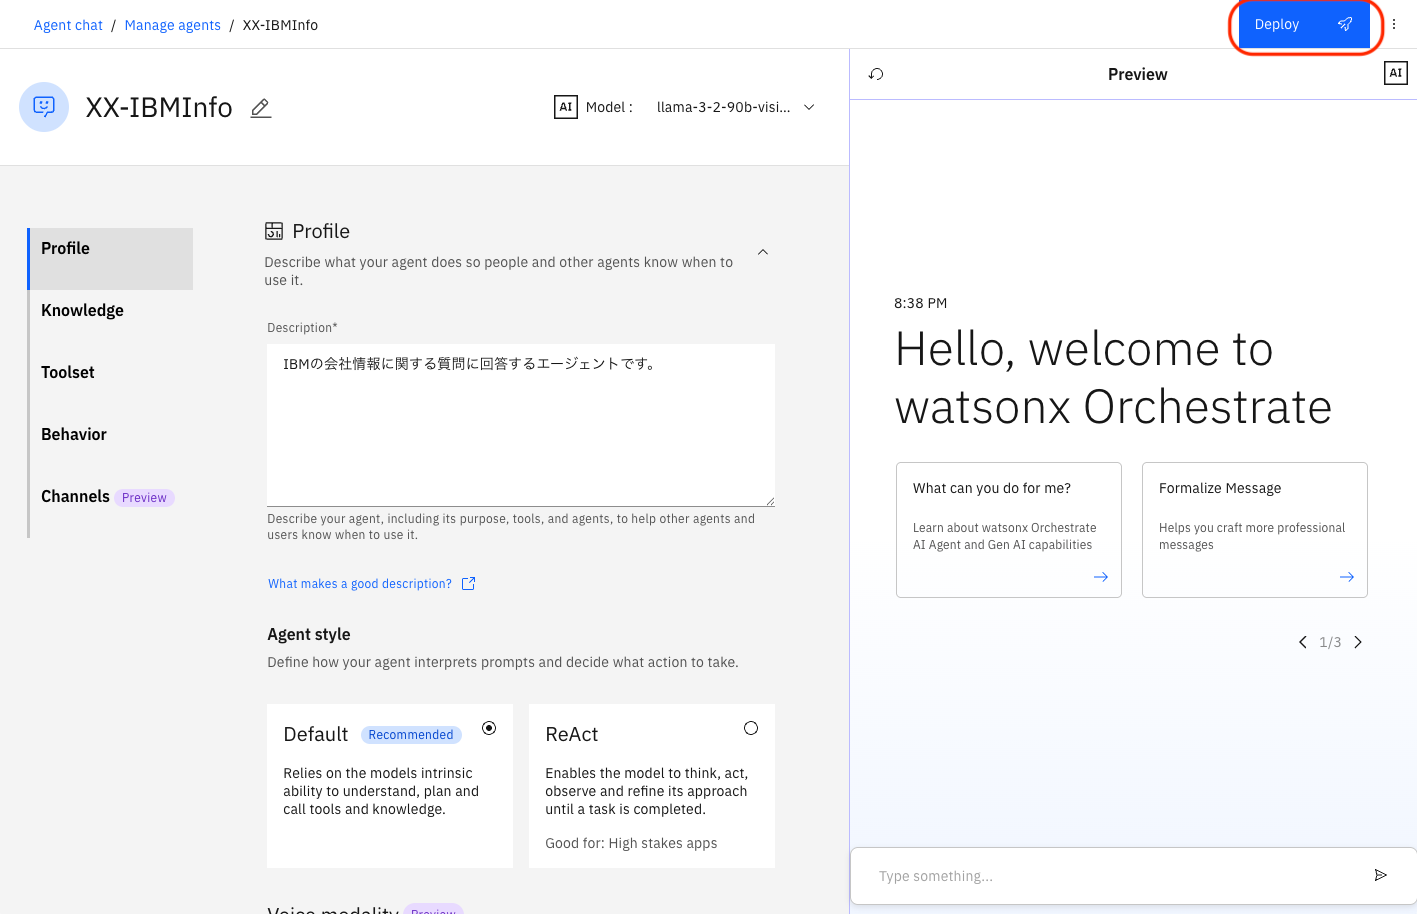 Agent chat / Manage agents / XX-IBMInfo
Deploy
XX-IBMInfo
AI Model : llama-3-2-90b-visi...
Preview
AI
Profile
Knowledge
Toolset
Behavior
Channels Preview
Profile
Describe what your agent does so people and other agents know when to
use it.
Description*
IBMの会社情報に関する質問に回答するエージェントです。
Describe your agent, including its purpose, tools, and agents, to help other agents and
users know when to use it.
What makes a good description?
Agent style
Define how your agent interprets prompts and decide what action to take.
Default Recommended
Relies on the models intrinsic
ability to understand, plan and
call tools and knowledge.
ReAct
Enables the model to think, act,
observe and refine its approach
until a task is completed.
Good for: High stakes apps
Voice modality Preview
8:38 PM
Hello, welcome to
watsonx Orchestrate
What can you do for me?
Learn about watsonx Orchestrate
AI Agent and Gen AI capabilities
Formalize Message
Helps you craft more professional
messages
1/3
Type something...